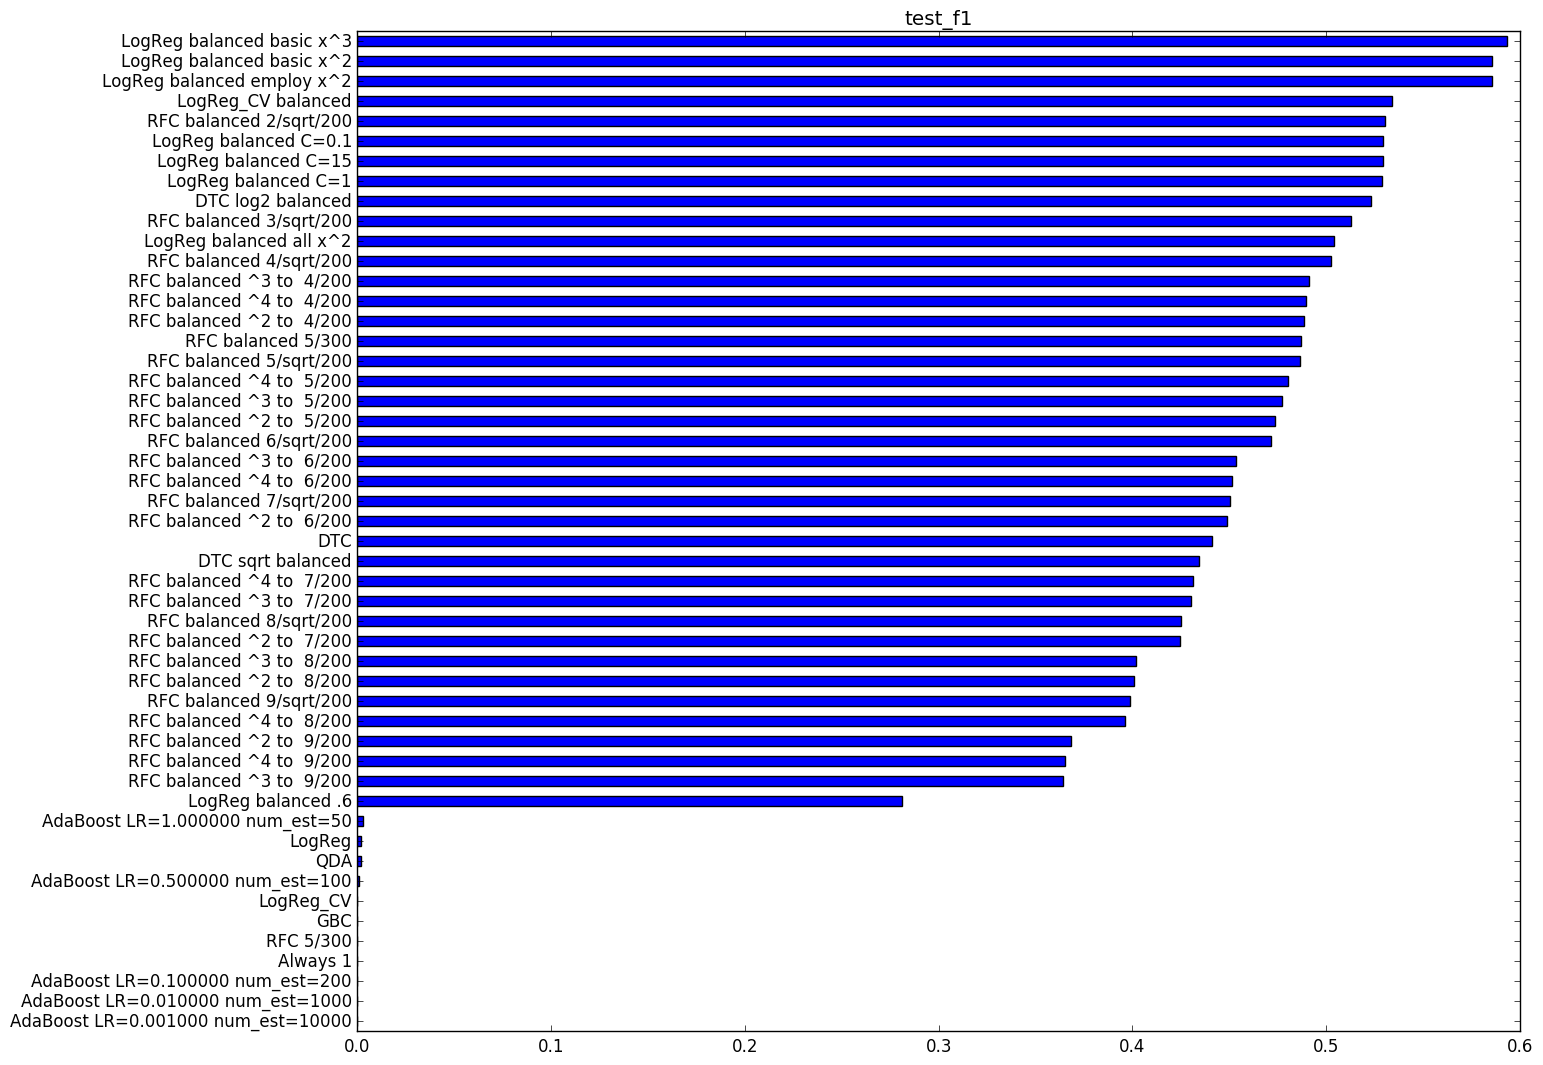 test_f1
LogReg balanced basic x^3
LogReg balanced basic x^2
LogReg balanced employ x^2
LogReg_CV balanced
RFC balanced 2/sqrt/200
LogReg balanced C=0.1
LogReg balanced C=15
LogReg balanced C=1
DTC log2 balanced
RFC balanced 3/sqrt/200
LogReg balanced all x^2
RFC balanced 4/sqrt/200
RFC balanced ^3 to  4/200
RFC balanced ^4 to  4/200
RFC balanced ^2 to  4/200
RFC balanced 5/300
RFC balanced 5/sqrt/200
RFC balanced ^4 to  5/200
RFC balanced ^3 to  5/200
RFC balanced ^2 to  5/200
RFC balanced 6/sqrt/200
RFC balanced ^3 to  6/200
RFC balanced ^4 to  6/200
RFC balanced 7/sqrt/200
RFC balanced ^2 to  6/200
DTC
DTC sqrt balanced
RFC balanced ^4 to  7/200
RFC balanced ^3 to  7/200
RFC balanced 8/sqrt/200
RFC balanced ^2 to  7/200
RFC balanced ^3 to  8/200
RFC balanced ^2 to  8/200
RFC balanced 9/sqrt/200
RFC balanced ^4 to  8/200
RFC balanced ^2 to  9/200
RFC balanced ^4 to  9/200
RFC balanced ^3 to  9/200
LogReg balanced .6
AdaBoost LR=1.000000 num_est=50
LogReg
QDA
AdaBoost LR=0.500000 num_est=100
LogReg_CV
GBC
RFC 5/300
Always 1
AdaBoost LR=0.100000 num_est=200
AdaBoost LR=0.010000 num_est=1000
AdaBoost LR=0.001000 num_est=10000
0.0 0.1 0.2 0.3 0.4 0.5 0.6